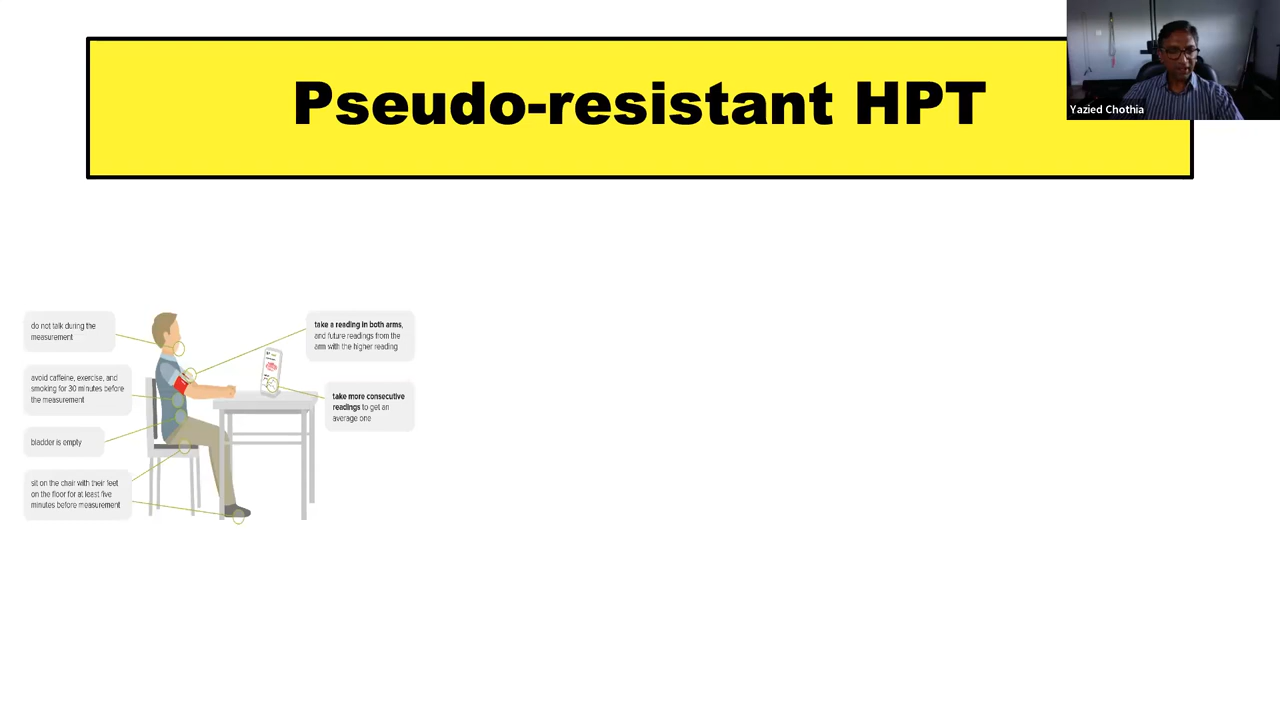 Pseudo-resistant HPT
Yazied Chothia
do not talk during the
measurement
avoid caffeine, exercise, and
smoking for 30 minutes before
the measurement
bladder is empty
sit on the chair with their feet
on the floor for at least five
minutes before measurement
take a reading in both arms,
and future readings from the
arm with the higher reading
take more consecutive
readings to get an
average one